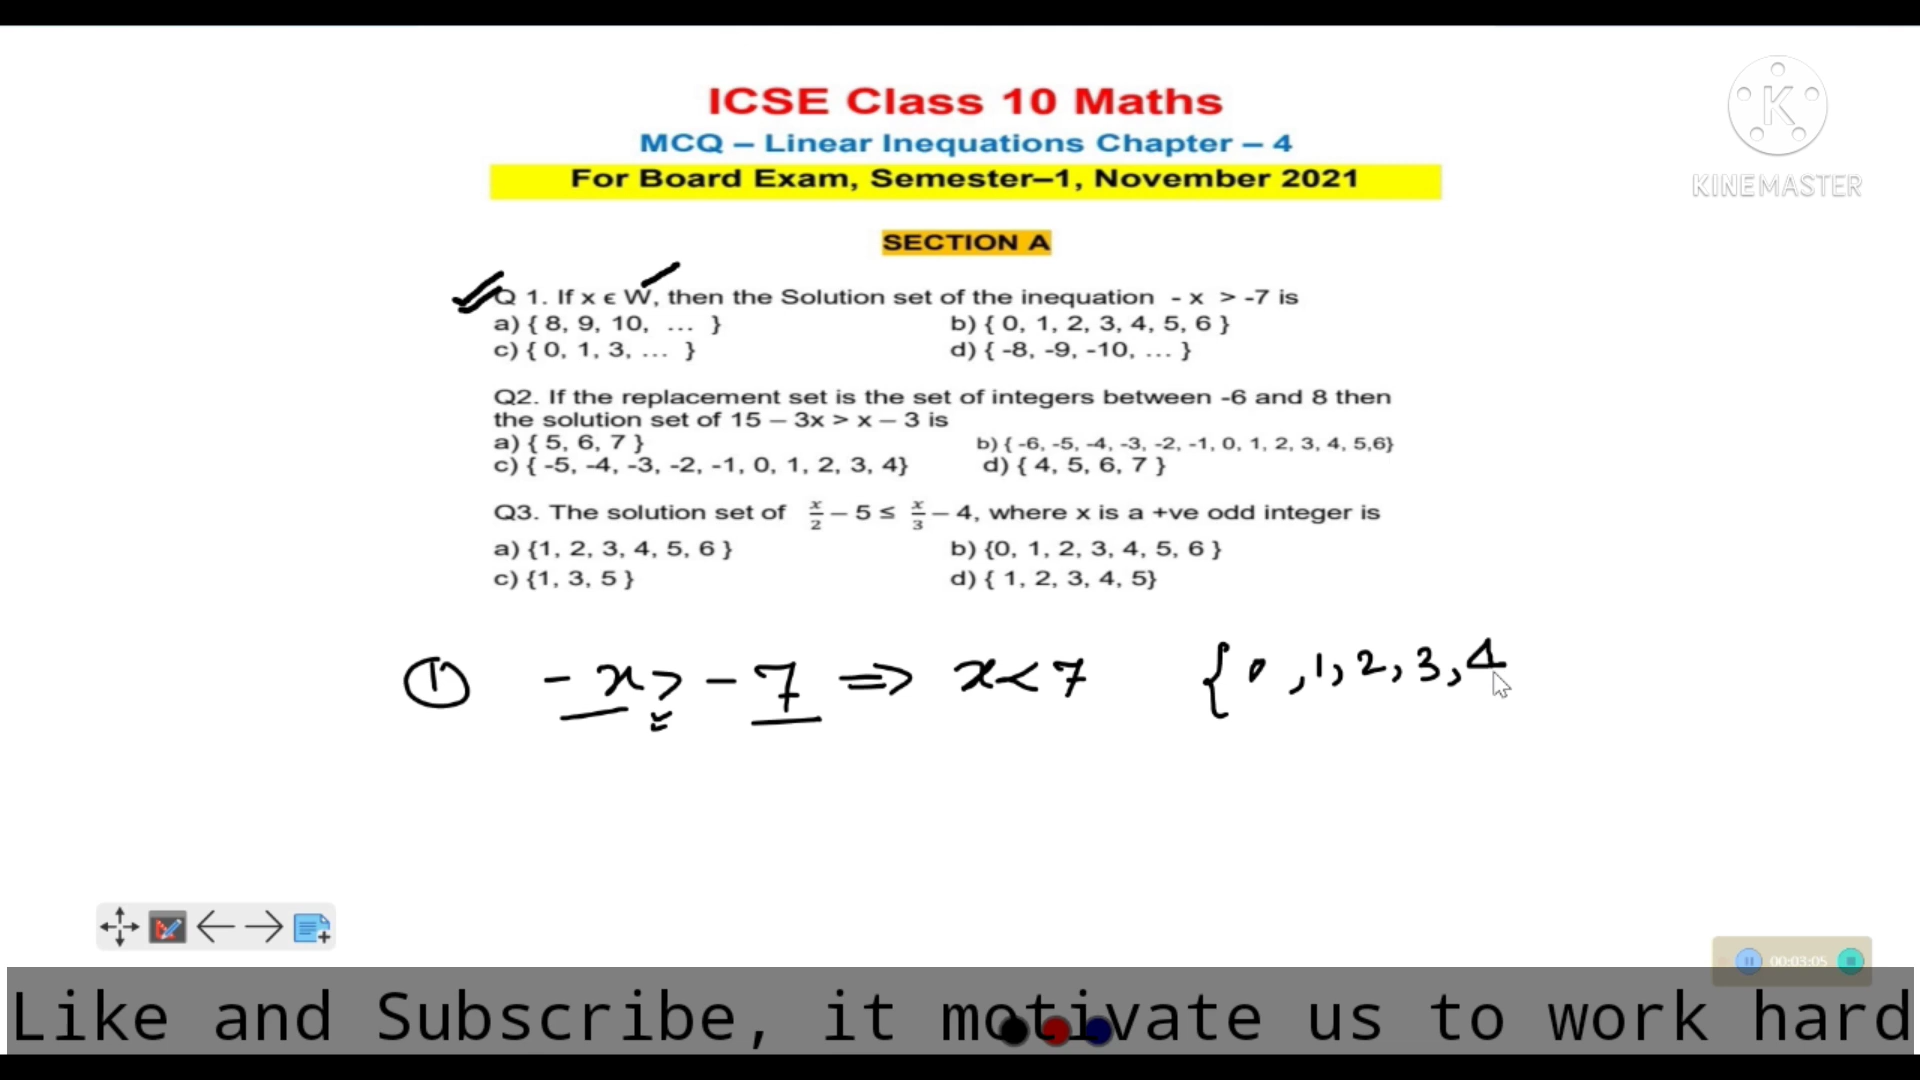 ICSE Class 10 Maths
MCQ – Linear Inequations Chapter – 4
For Board Exam, Semester–1, November 2021
KINEMASTER
SECTION A
Q 1. If x ϵ W, then the Solution set of the inequation - x > -7 is
a) { 8, 9, 10, ... } b) { 0, 1, 2, 3, 4, 5, 6 }
c) { 0, 1, 3, ... } d) { -8, -9, -10, ... }
Q2. If the replacement set is the set of integers between -6 and 8 then
the solution set of 15 – 3x > x – 3 is
a) { 5, 6, 7 } b) { -6, -5, -4, -3, -2, -1, 0, 1, 2, 3, 4, 5,6}
c) { -5, -4, -3, -2, -1, 0, 1, 2, 3, 4} d) { 4, 5, 6, 7 }
Q3. The solution set of x/2 – 5 ≤ x/3 – 4, where x is a +ve odd integer is
a) {1, 2, 3, 4, 5, 6 } b) {0, 1, 2, 3, 4, 5, 6 }
c) {1, 3, 5 } d) { 1, 2, 3, 4, 5}
① -x > -7 ⇒ x < 7 { 0, 1, 2, 3, 4
00:03:05
Like and Subscribe, it motivate us to work hard